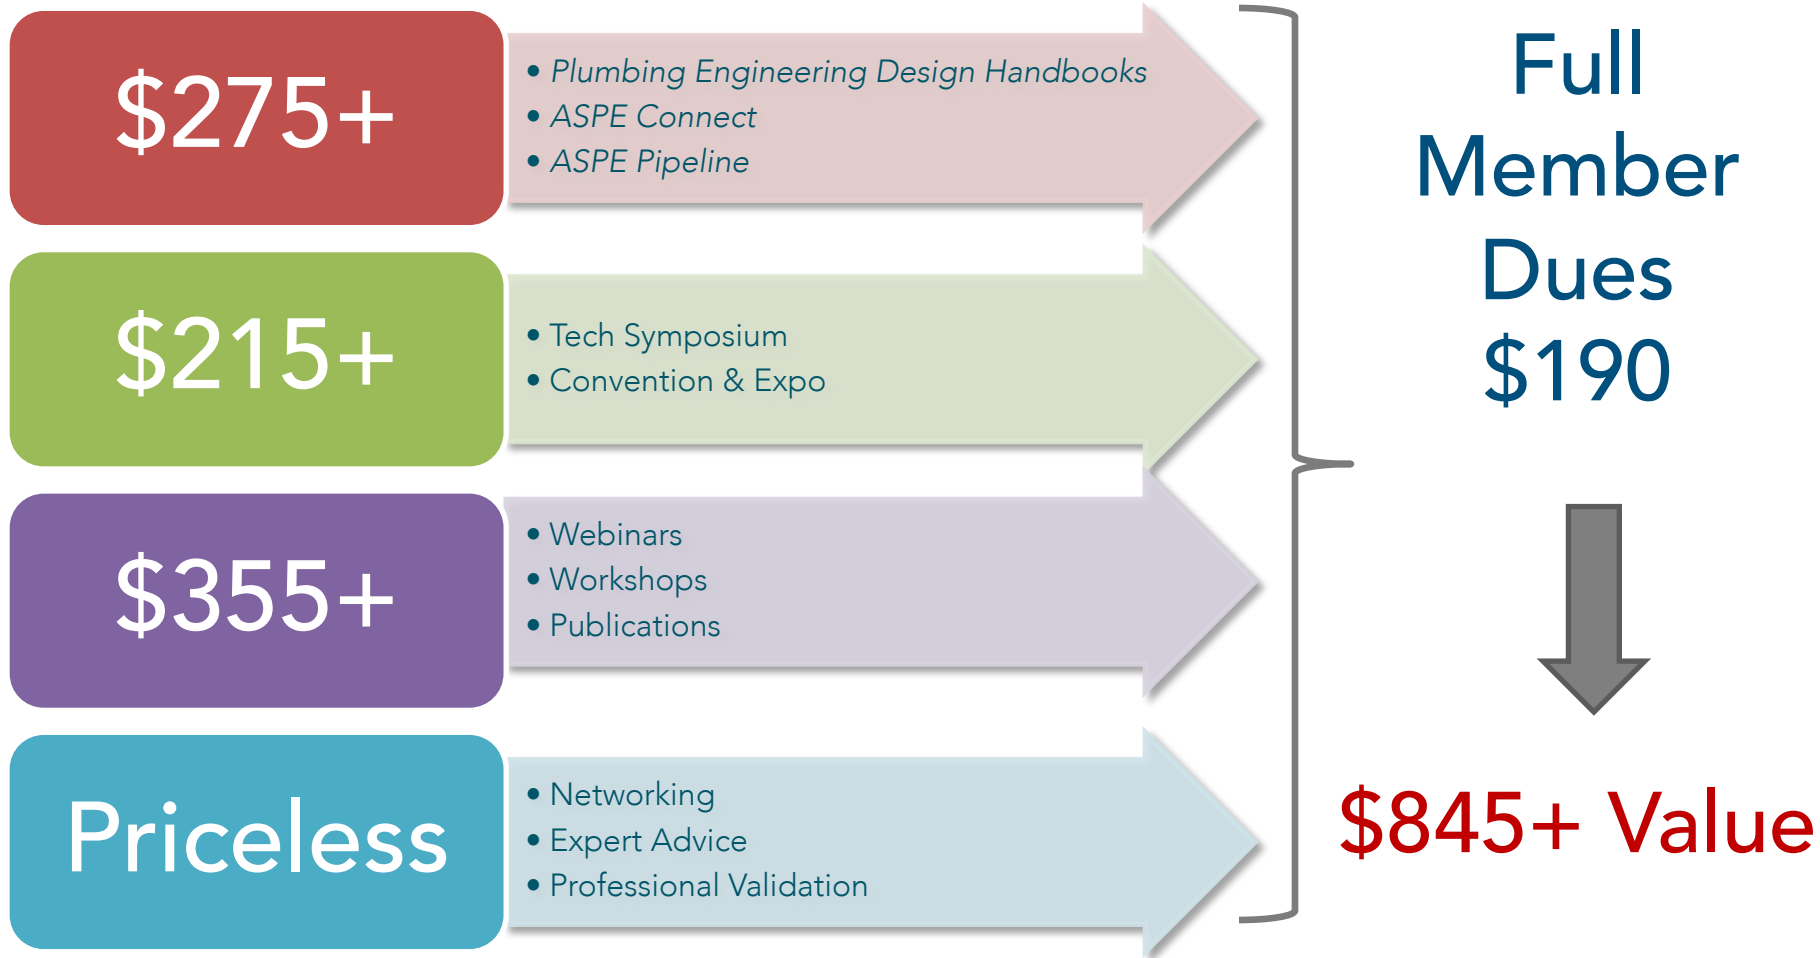 $275+
• Plumbing Engineering Design Handbooks
• ASPE Connect
• ASPE Pipeline
$215+
• Tech Symposium
• Convention & Expo
$355+
• Webinars
• Workshops
• Publications
Priceless
• Networking
• Expert Advice
• Professional Validation
Full
Member
Dues
$190
$845+ Value